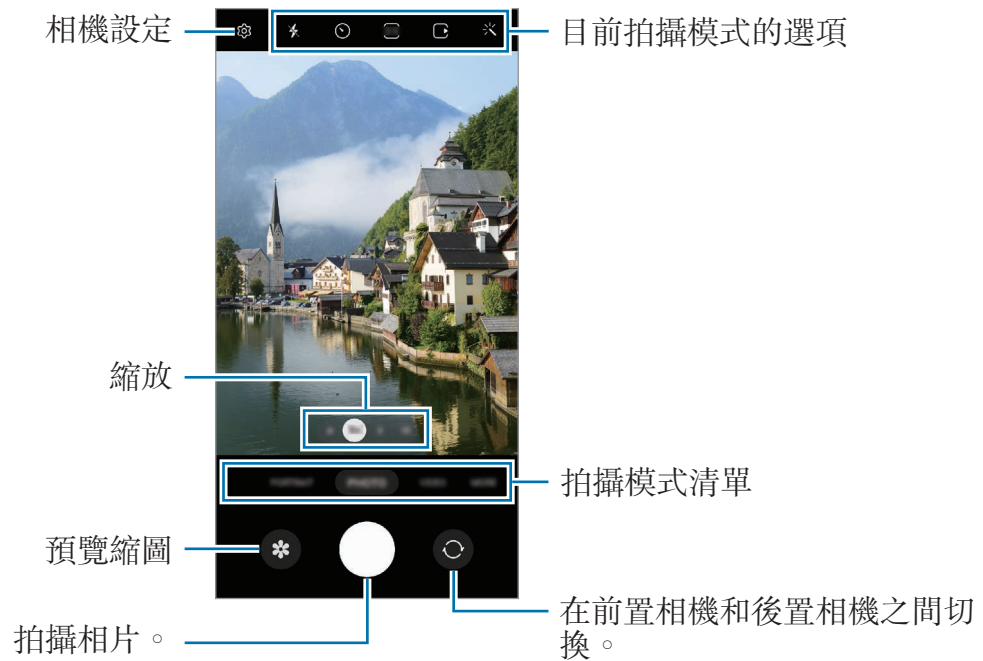 相機設定
目前拍攝模式的選項
縮放
PHOTO
拍攝模式清單
預覽縮圖
拍攝相片。
在前置相機和後置相機之間切
換。